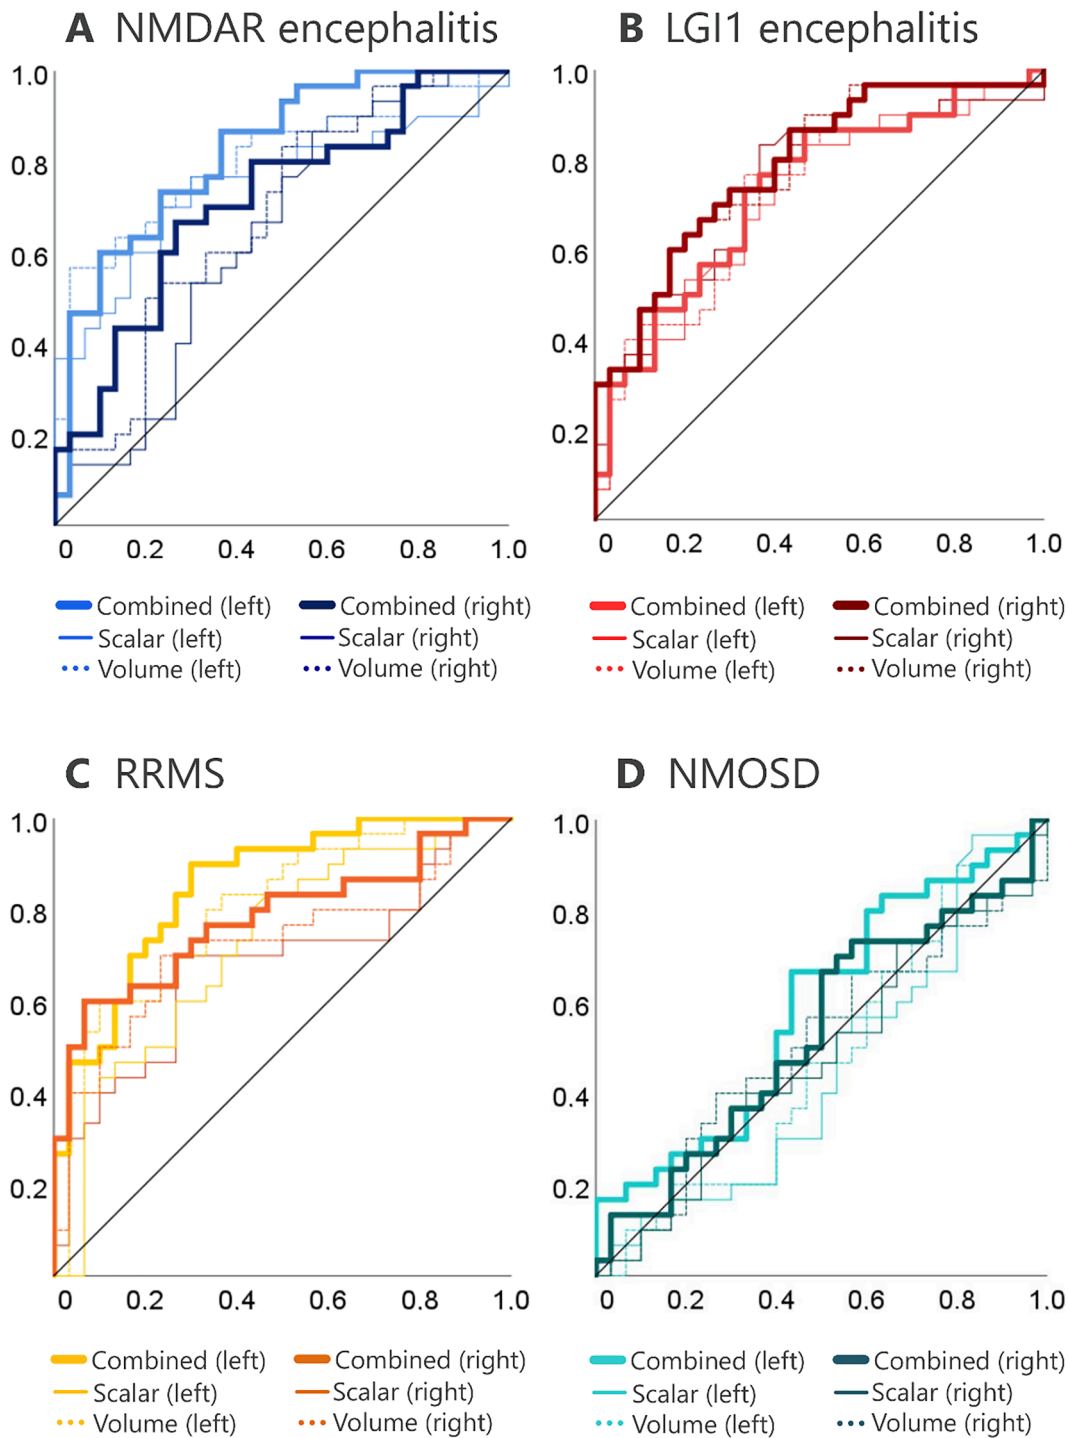 A NMDAR encephalitis
1.0
0.8
0.6
0.4
0.2
0 0.2 0.4 0.6 0.8 1.0
Combined (left) Combined (right)
Scalar (left) Scalar (right)
Volume (left) Volume (right)
B LGI1 encephalitis
1.0
0.8
0.6
0.4
0.2
0 0.2 0.4 0.6 0.8 1.0
Combined (left) Combined (right)
Scalar (left) Scalar (right)
Volume (left) Volume (right)
C RRMS
1.0
0.8
0.6
0.4
0.2
0 0.2 0.4 0.6 0.8 1.0
Combined (left) Combined (right)
Scalar (left) Scalar (right)
Volume (left) Volume (right)
D NMOSD
1.0
0.8
0.6
0.4
0.2
0 0.2 0.4 0.6 0.8 1.0
Combined (left) Combined (right)
Scalar (left) Scalar (right)
Volume (left) Volume (right)